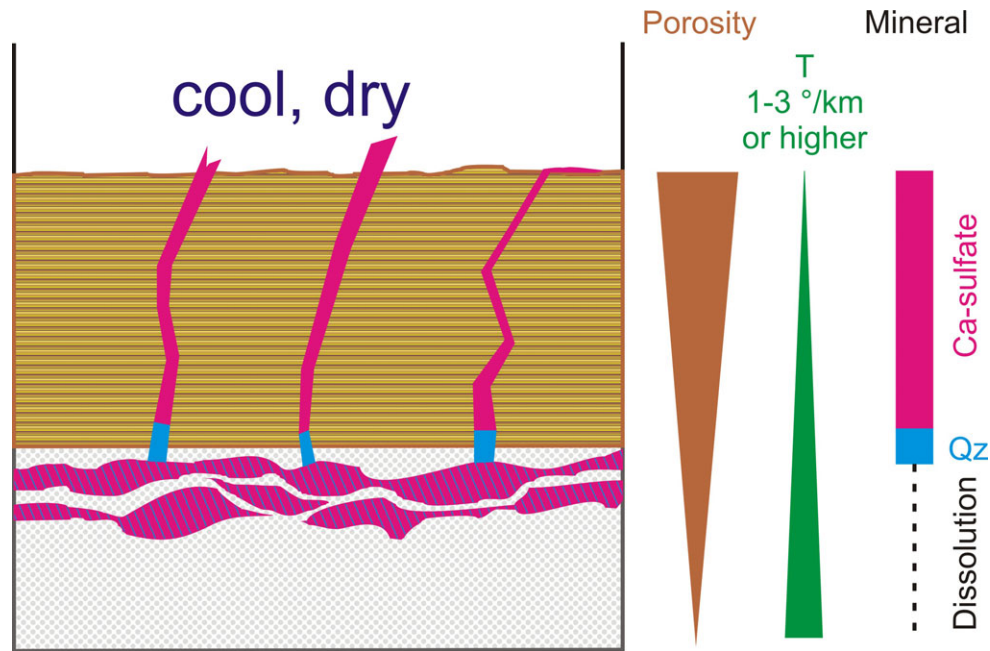 Porosity
Mineral
T
1-3 °/km
or higher
cool, dry
Ca-sulfate
Qz
Dissolution